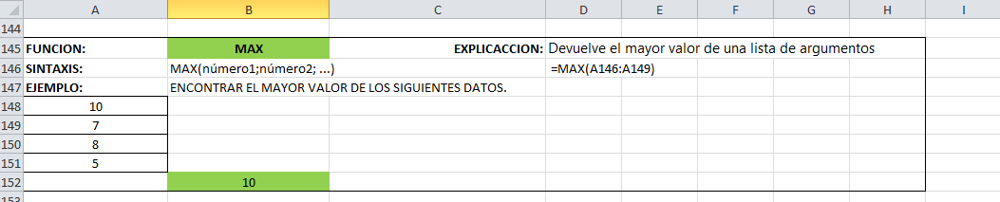 A B C D E F G H I
144
145 FUNCION: MAX EXPLICACCION: Devuelve el mayor valor de una lista de argumentos
146 SINTAXIS: MAX(número1;número2; ...) =MAX(A146:A149)
147 EJEMPLO: ENCONTRAR EL MAYOR VALOR DE LOS SIGUIENTES DATOS.
148 10
149 7
150 8
151 5
152 10
153